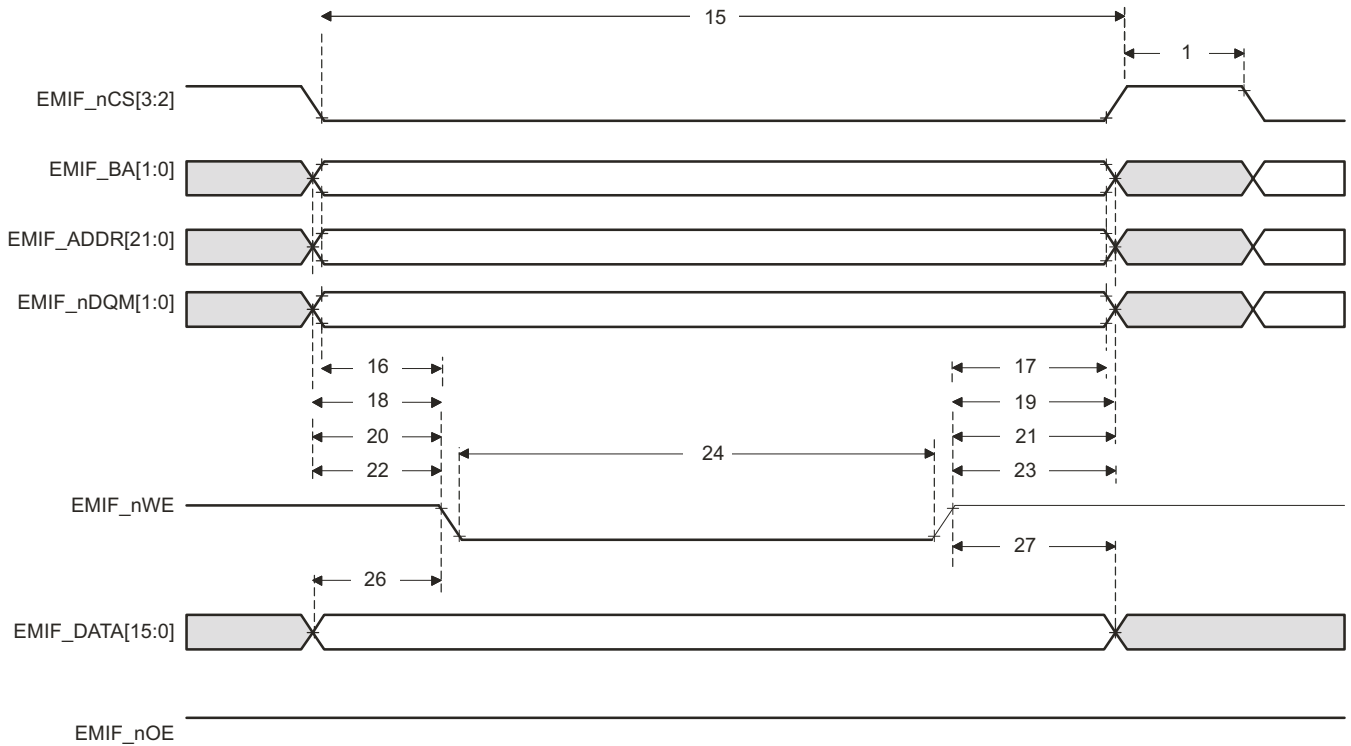 15
1
EMIF_nCS[3:2]
EMIF_BA[1:0]
EMIF_ADDR[21:0]
EMIF_nDQM[1:0]
16
17
18
19
20
21
24
22
23
EMIF_nWE
27
26
EMIF_DATA[15:0]
EMIF_nOE